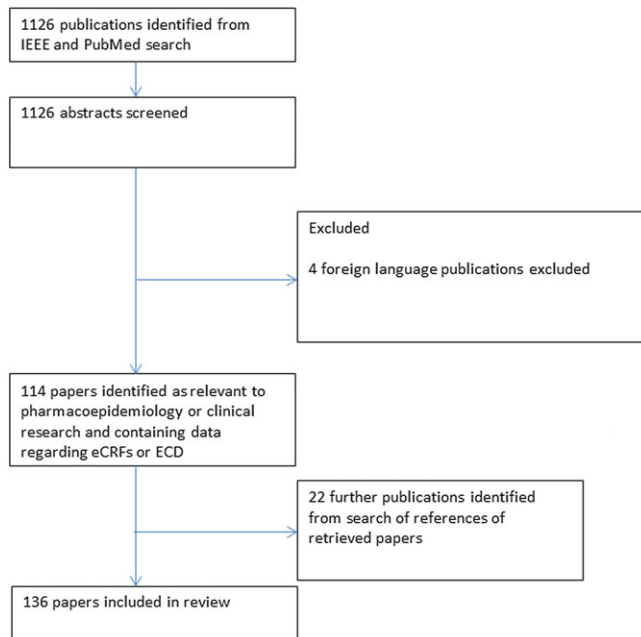 1126 publications identified from
IEEE and PubMed search
1126 abstracts screened
Excluded
4 foreign language publications excluded
114 papers identified as relevant to
pharmacoepidemiology or clinical
research and containing data
regarding eCRFs or ECD
22 further publications identified
from search of references of
retrieved papers
136 papers included in review